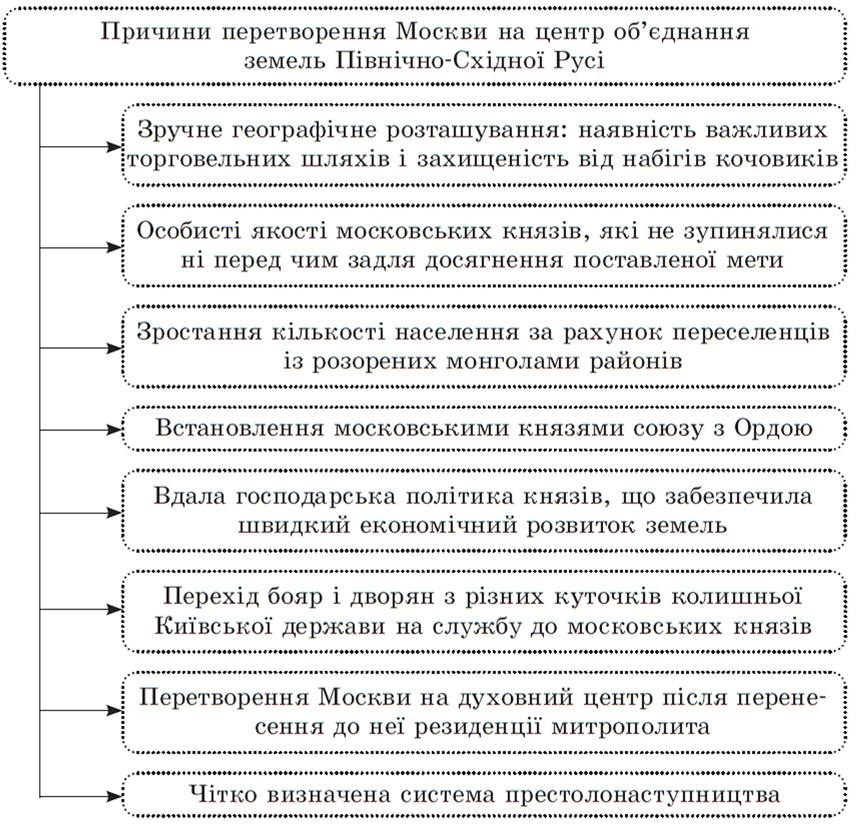 Причини перетворення Москви на центр об’єднання
земель Північно-Східної Русі
Зручне географічне розташування: наявність важливих
торговельних шляхів і захищеність від набігів кочовиків
Особисті якості московських князів, які не зупинялися
ні перед чим задля досягнення поставленої мети
Зростання кількості населення за рахунок переселенців
із розорених монголами районів
Встановлення московськими князями союзу з Ордою
Вдала господарська політика князів, що забезпечила
швидкий економічний розвиток земель
Перехід бояр і дворян з різних куточків колишньої
Київської держави на службу до московських князів
Перетворення Москви на духовний центр після перене-
сення до неї резиденції митрополита
Чітко визначена система престолонаступництва